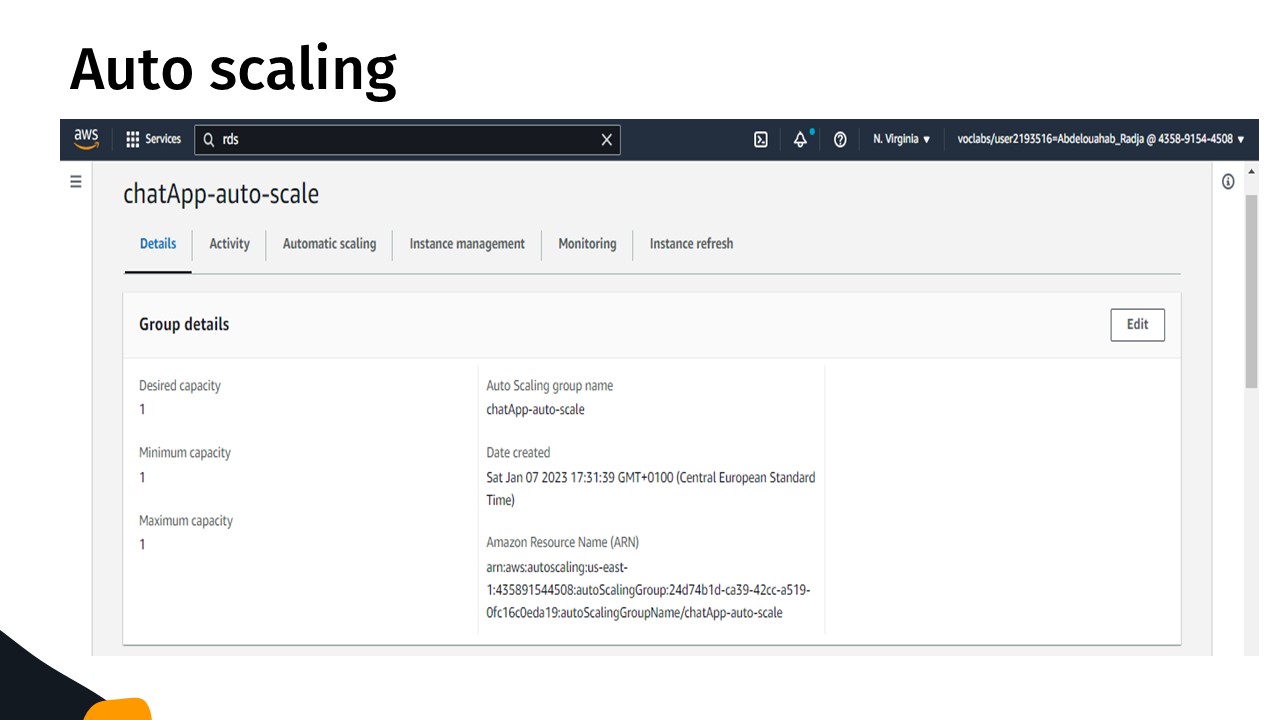 Auto scaling
aws Services rds N. Virginia voclabs/user2193516=Abdelouahab_Radja @ 4358-9154-4508
chatApp-auto-scale
Details Activity Automatic scaling Instance management Monitoring Instance refresh
Group details Edit
Desired capacity
1
Minimum capacity
1
Maximum capacity
1
Auto Scaling group name
chatApp-auto-scale
Date created
Sat Jan 07 2023 17:31:39 GMT+0100 (Central European Standard
Time)
Amazon Resource Name (ARN)
arn:aws:autoscaling:us-east-
1:435891544508:autoScalingGroup:24d74b1d-ca39-42cc-a519-
0fc16c0eda19:autoScalingGroupName/chatApp-auto-scale